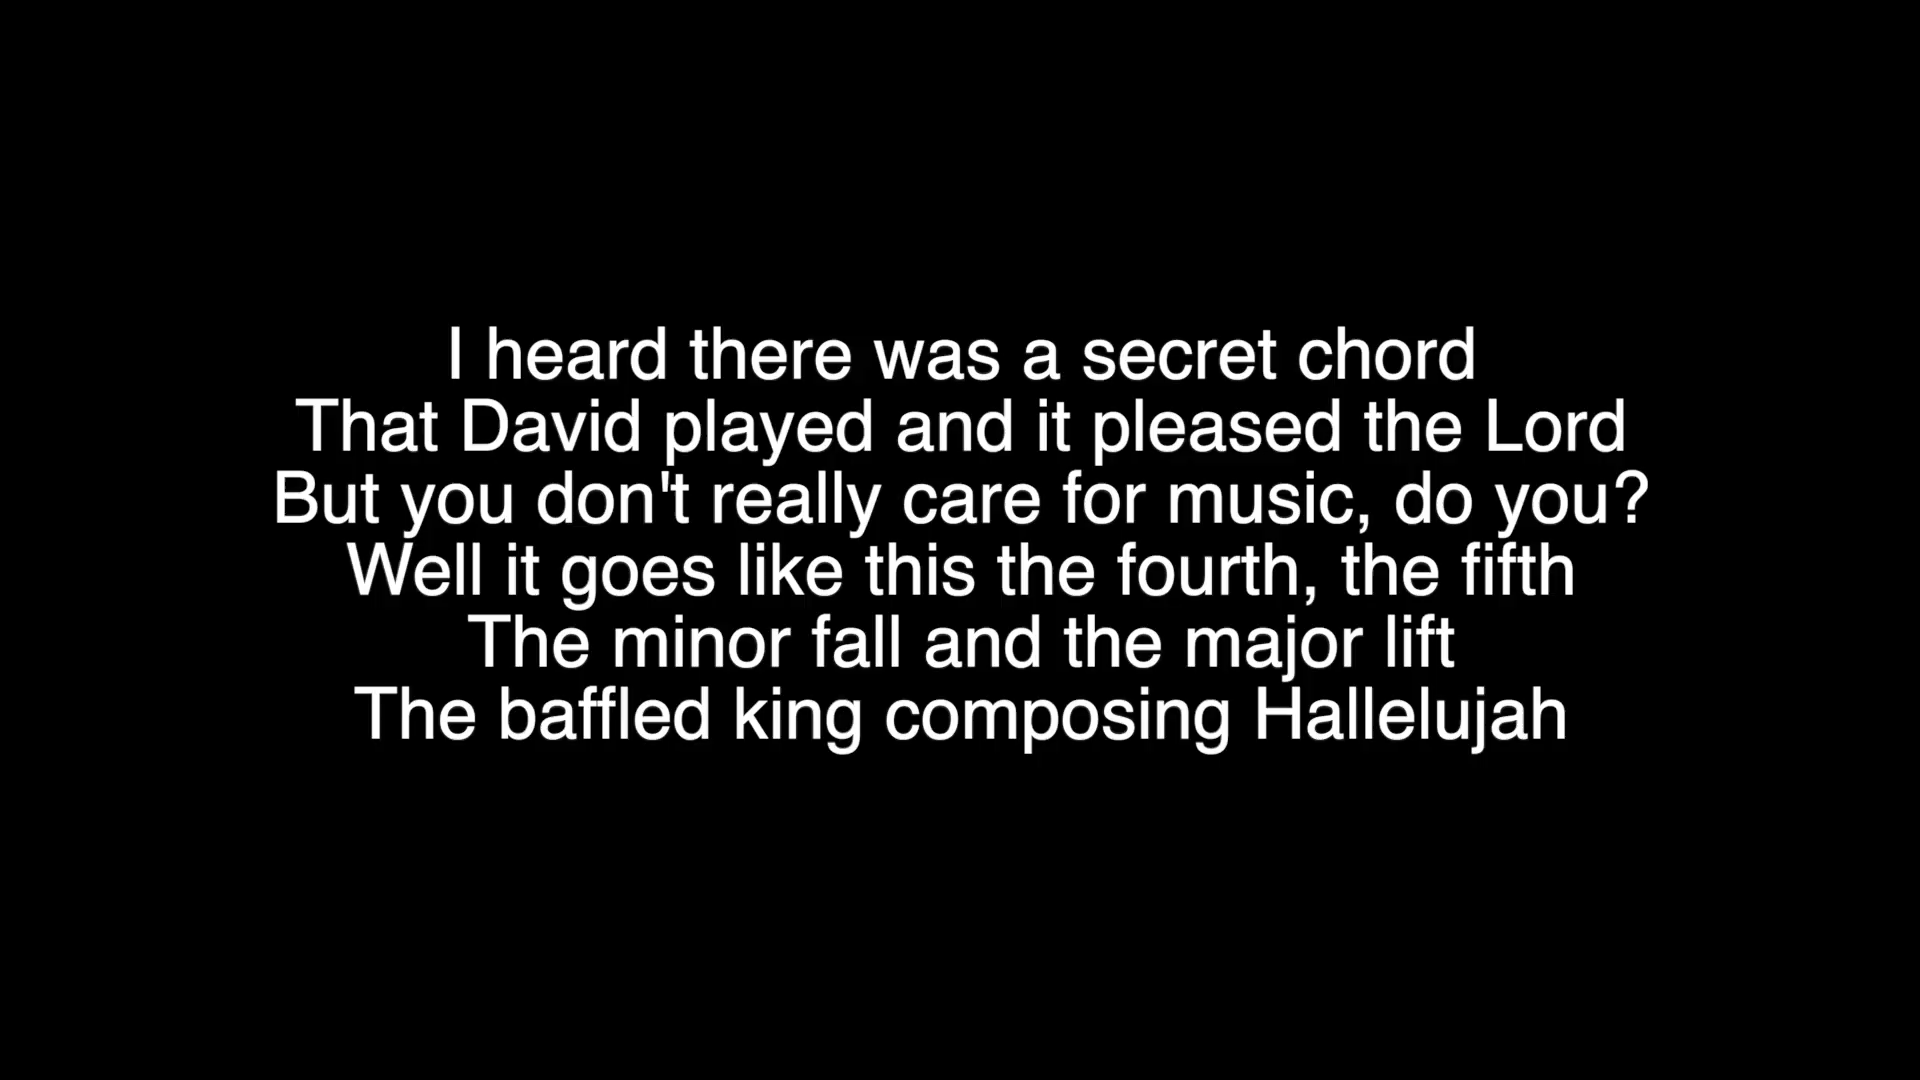 I heard there was a secret chord
That David played and it pleased the Lord
But you don't really care for music, do you?
Well it goes like this the fourth, the fifth
The minor fall and the major lift
The baffled king composing Hallelujah